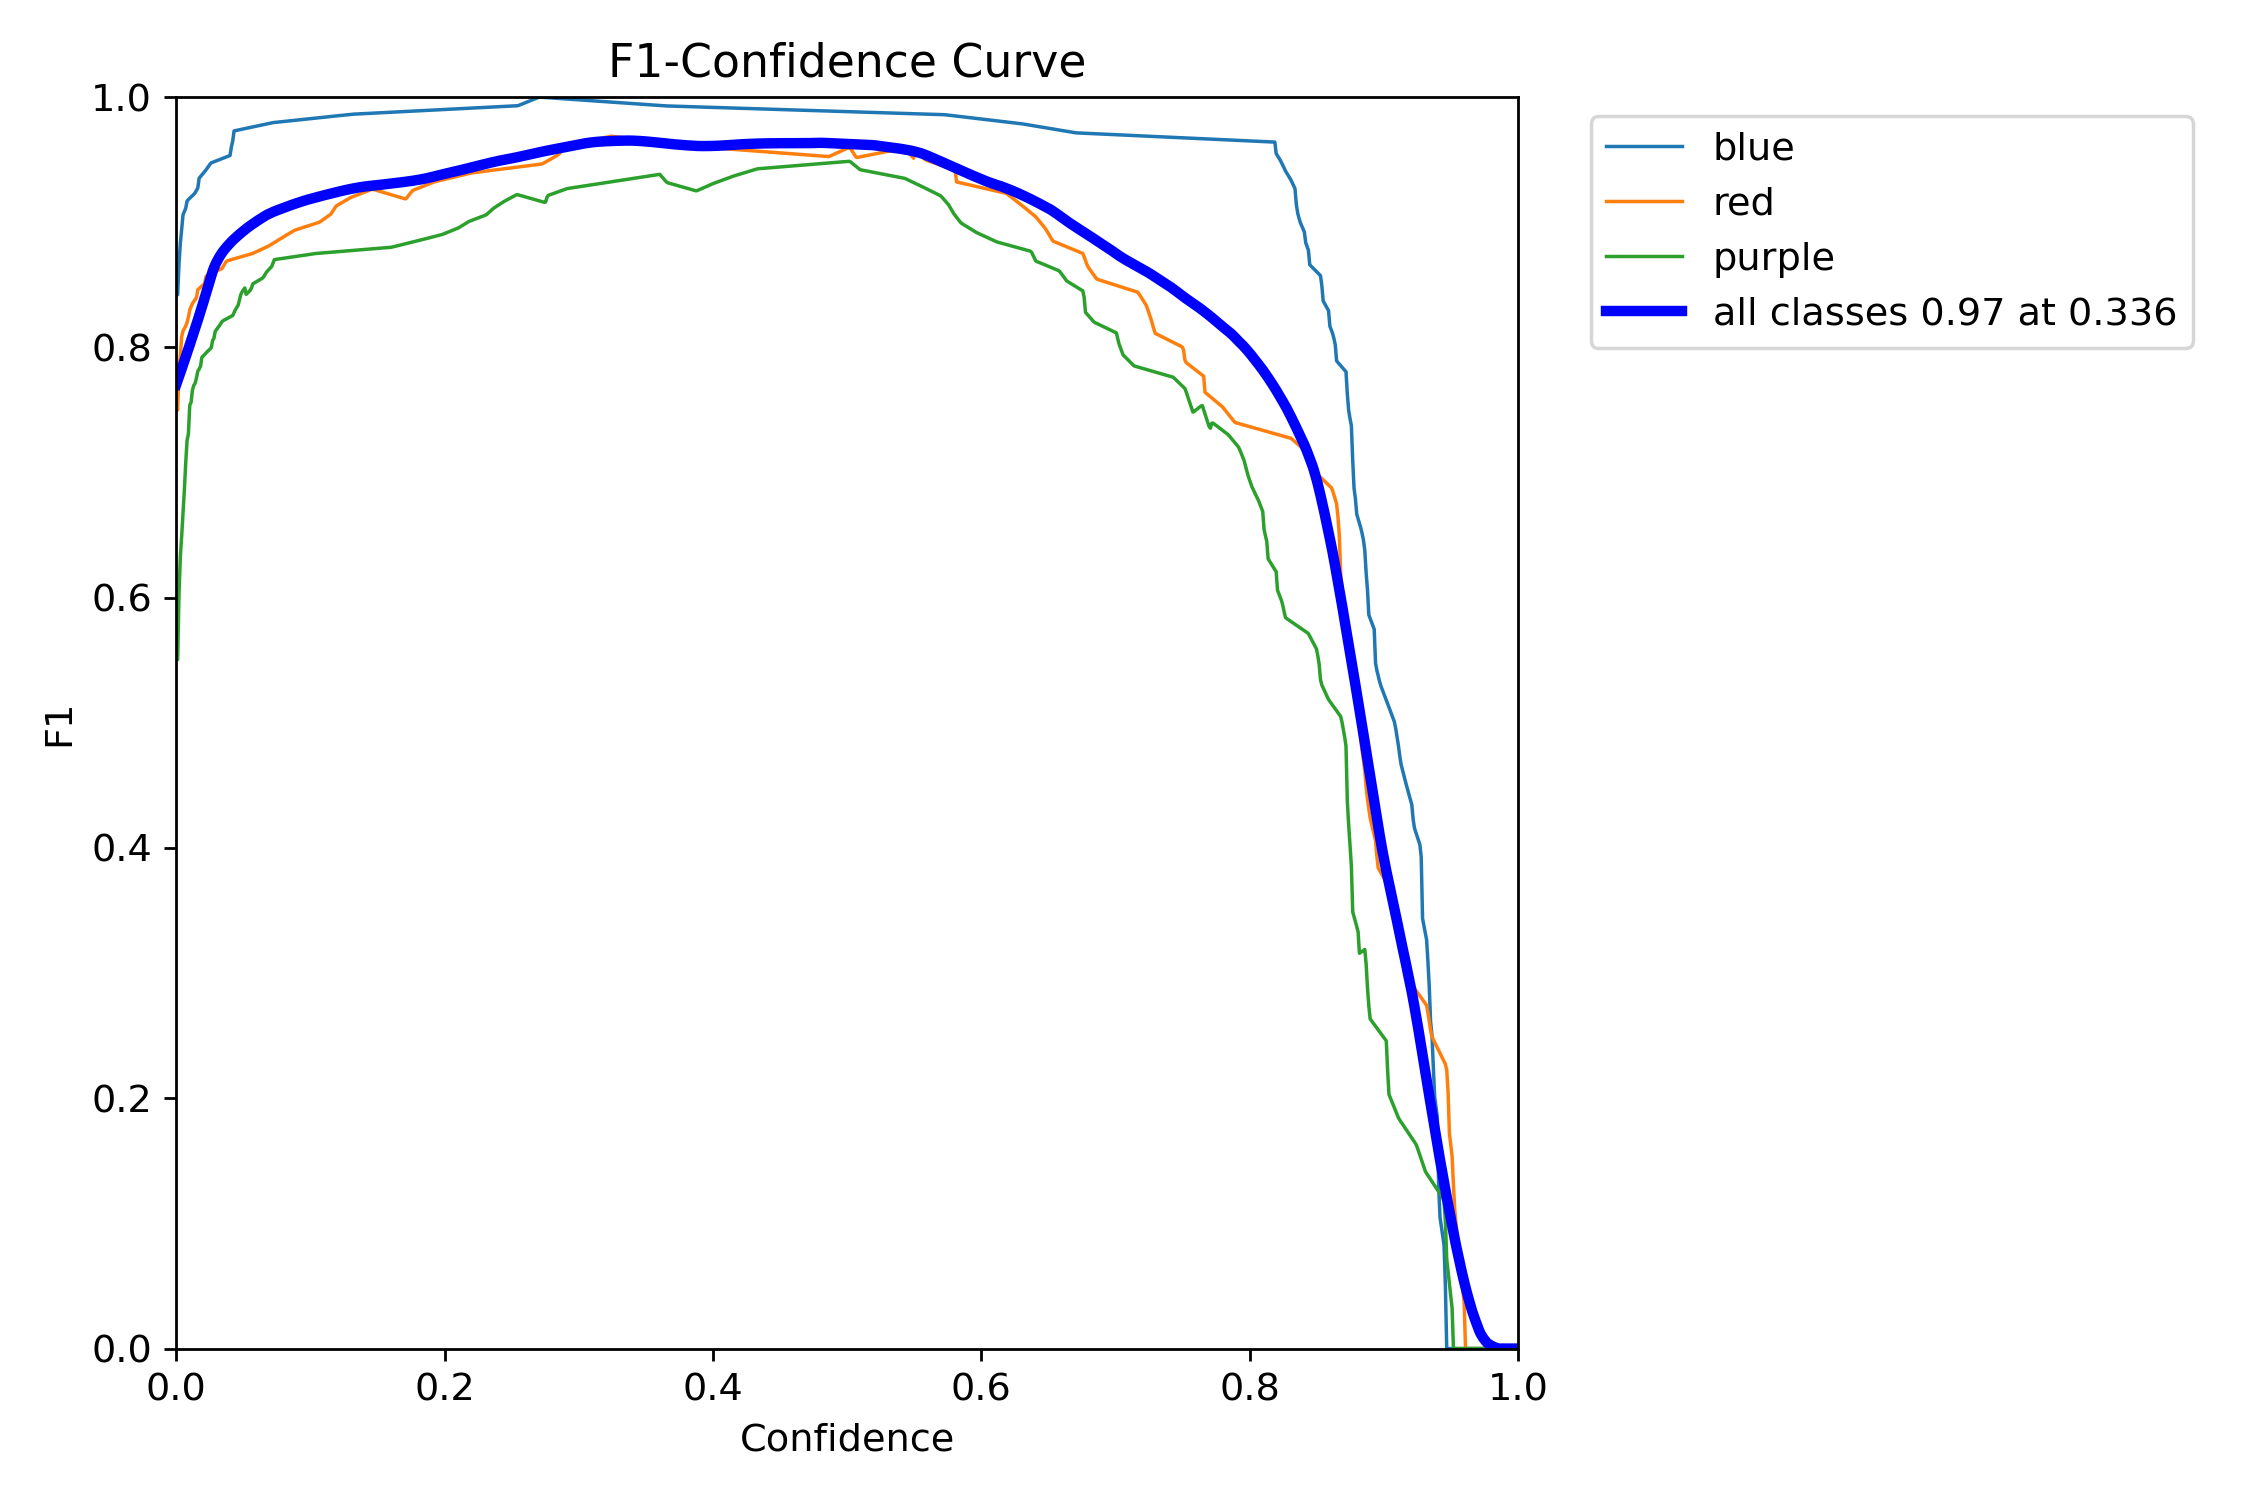 F1-Confidence Curve
1.0
0.8
0.6
0.4
0.2
0.0
F1
0.0 0.2 0.4 0.6 0.8 1.0
Confidence
blue
red
purple
all classes 0.97 at 0.336